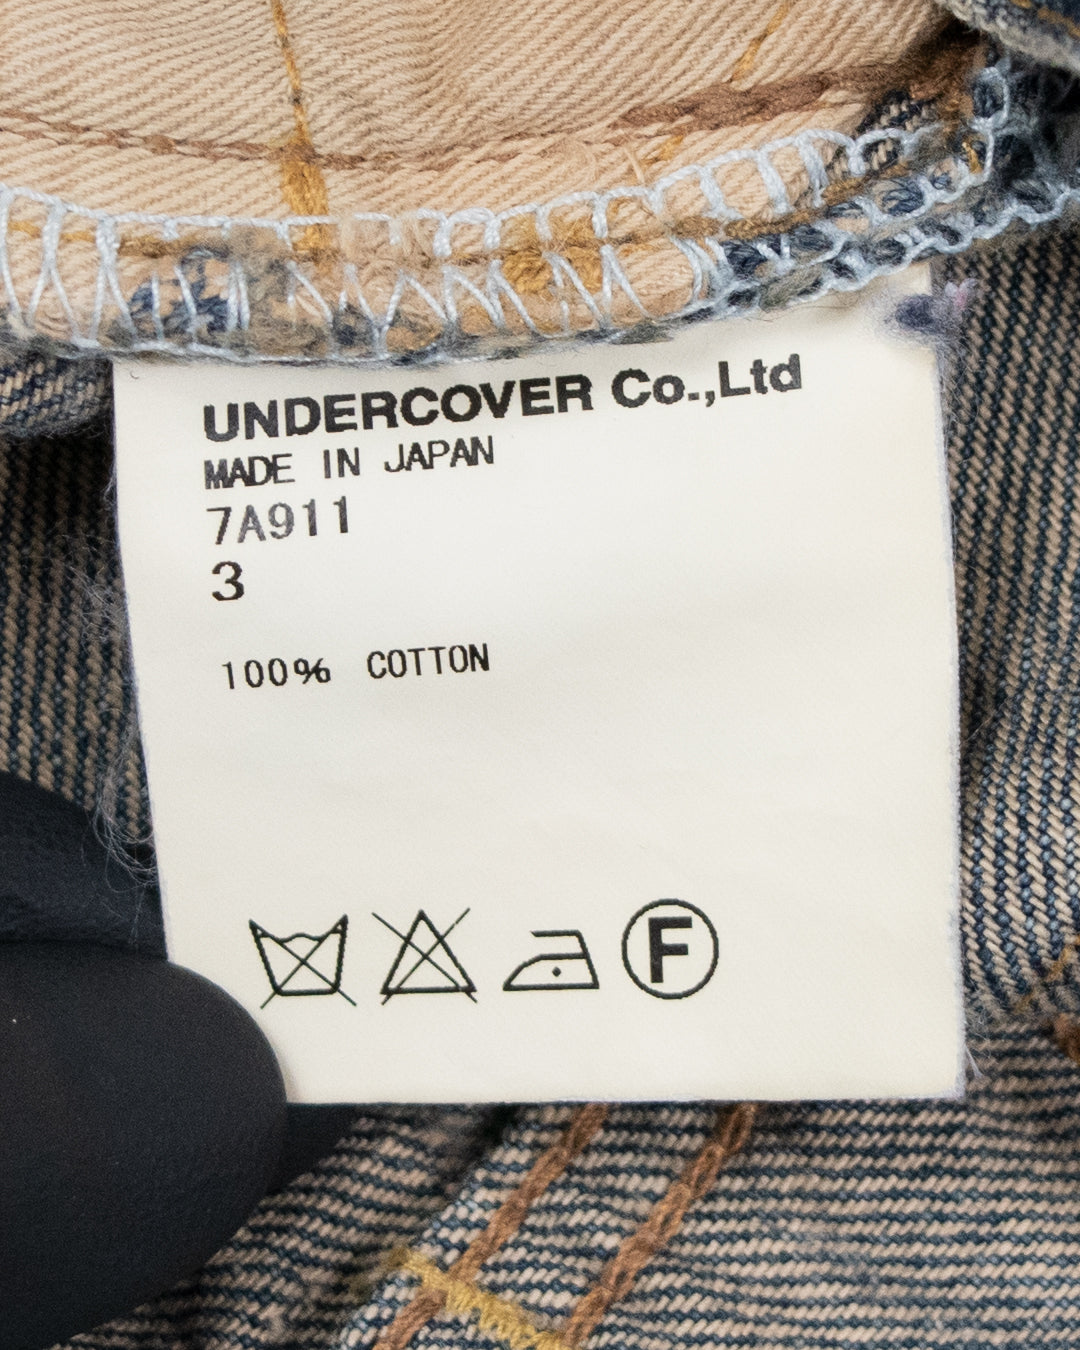 UNDERCOVER Co.,Ltd
MADE IN JAPAN
7A911
3
100% COTTON
F